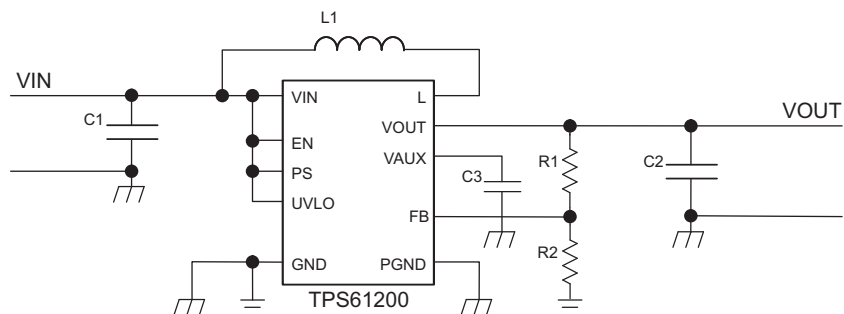 L1
VIN
VIN
L
C1
VOUT
VOUT
EN
VAUX
R1
C2
PS
C3
UVLO
FB
R2
GND
PGND
TPS61200